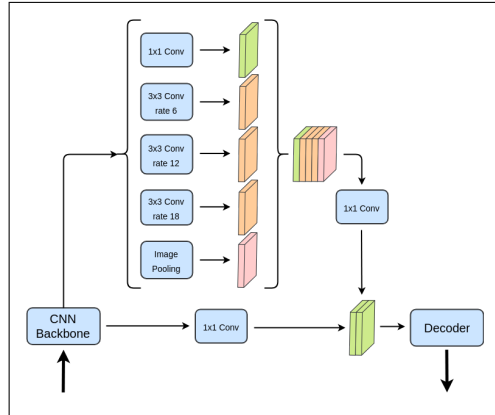 1x1 Conv
3x3 Conv
rate 6
3x3 Conv
rate 12
3x3 Conv
rate 18
Image
Pooling
1x1 Conv
CNN
Backbone
1x1 Conv
Decoder